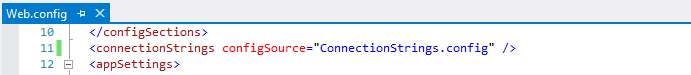 Web.config
10 </configSections>
11 <connectionStrings configSource="ConnectionStrings.config" />
12 <appSettings>